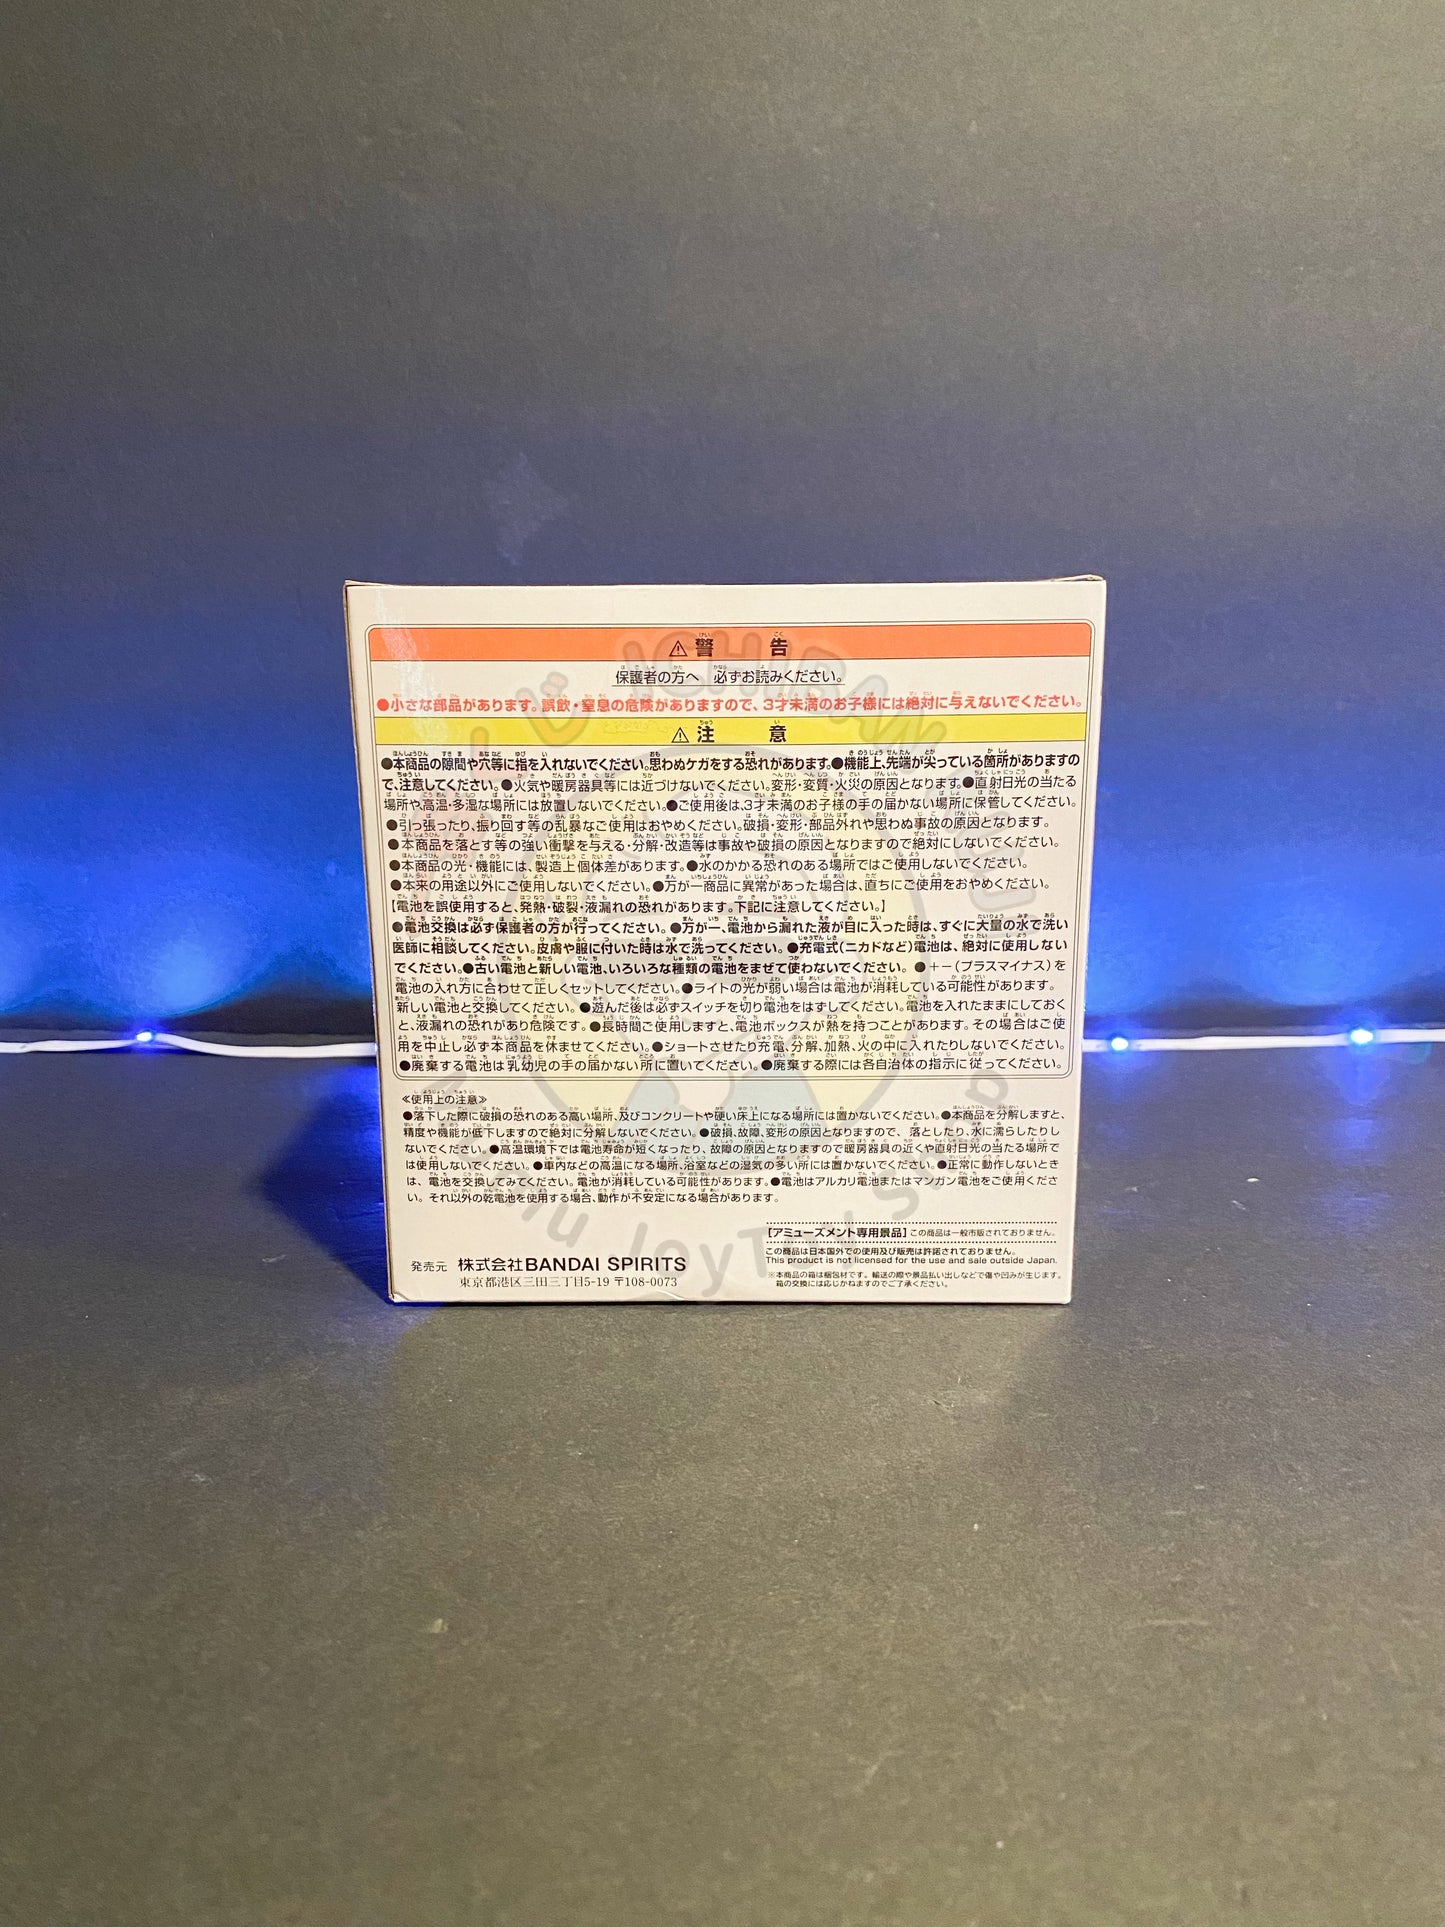 ⚠ 警告
保護者の方へ 必ずお読みください。
●小さな部品があります。誤飲・窒息の危険がありますので、3才未満のお子様には絶対に与えないでください。
⚠ 注意
●本商品の隙間や穴等に指を入れないでください。思わぬケガをする恐れがあります。●機能上、先端が尖っている箇所がありますの
で、注意してください。●火気や暖房器具等には近づけないでください。変形・変質・火災の原因となります。●直射日光の当たる
場所や、高温・多湿な場所には放置しないでください。●ご使用後は、3才未満のお子様の手の届かない場所に保管してください。
●引っ張ったり、振り回す等の乱暴なご使用はおやめください。破損・変形・部品外れや思わぬ事故の原因となります。
●本商品を落とす等の強い衝撃を与える・分解・改造等は事故や破損の原因となりますので絶対にしないでください。
●本商品の光・機能には、製造上個体差があります。●水のかかる恐れのある場所ではご使用しないでください。
●本来の用途以外にご使用しないでください。●万が一商品に異常があった場合は、直ちにご使用をおやめください。
【電池を誤使用すると、発熱・破裂・液漏れの恐れがあります。下記に注意してください。】
●電池交換は必ず保護者の方が行ってください。●万が一、電池から漏れた液が目に入った時は、すぐに大量の水で洗い
医師に相談してください。皮膚や服に付いた時は水で洗ってください。●充電式(ニカドなど)電池は、絶対に使用しない
でください。●古い電池と新しい電池、いろいろな種類の電池をまぜて使わないでください。●+−(プラスマイナス)を
電池の入れ方に合わせて正しくセットしてください。●ライトの光が弱い場合は電池が消耗している可能性があります。
新しい電池と交換してください。●遊んだ後は必ずスイッチを切り電池をはずしてください。電池を入れたままにしておく
と、液漏れの恐れがあり危険です。●長時間ご使用しますと、電池ボックスが熱を持つことがあります。その場合はご使
用を中止し必ず本商品を休ませてください。●ショートさせたり充電、分解、加熱、火の中に入れたりしないでください。
●廃棄する電池は乳幼児の手の届かない所に置いてください。●廃棄する際には各自治体の指示に従ってください。
≪使用上の注意≫
●落下した際に破損の恐れのある高い場所、及びコンクリートや硬い床上になる場所には置かないでください。●本商品を分解しますと、
精度や機能が低下しますので絶対に分解しないでください。●破損、故障、変形の原因となりますので、落としたり、水に濡らしたりし
ないでください。●高温環境下では電池寿命が短くなったり、故障の原因となりますので暖房器具の近くや直射日光の当たる場所で
は使用しないでください。●車内などの高温になる場所、浴室などの湿気の多い所には置かないでください。●正常に動作しないとき
は、電池を交換してみてください。電池が消耗している可能性があります。●電池はアルカリ電池またはマンガン電池をご使用くださ
い。それ以外の乾電池を使用する場合、動作が不安定になる場合があります。
【アミューズメント専用景品】この商品は一般市販されておりません。
この商品は日本国外での使用及び販売は許諾されておりません。
This product is not licensed for the use and sale outside Japan.
※本商品の箱は梱包材です。輸送の際や景品払い出しなどで傷や凹みが生じます。
箱の交換には応じかねますのでご了承ください。
発売元 株式会社BANDAI SPIRITS
東京都港区三田三丁目5-19 〒108-0073